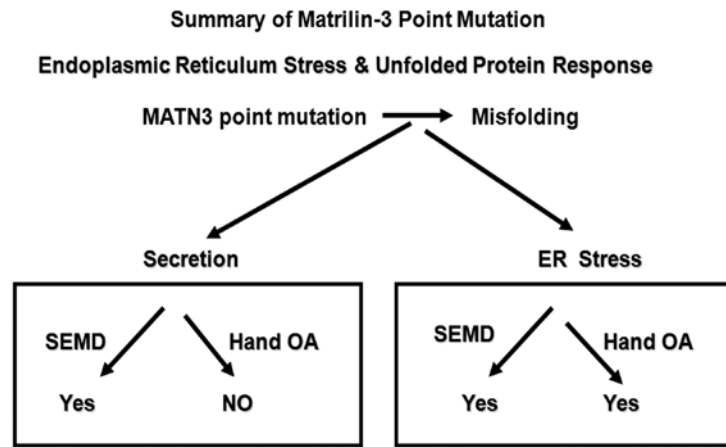 Summary of Matrilin-3 Point Mutation
Endoplasmic Reticulum Stress & Unfolded Protein Response
MATN3 point mutation Misfolding
Secretion ER Stress
SEMD Hand OA SEMD Hand OA
Yes NO Yes Yes